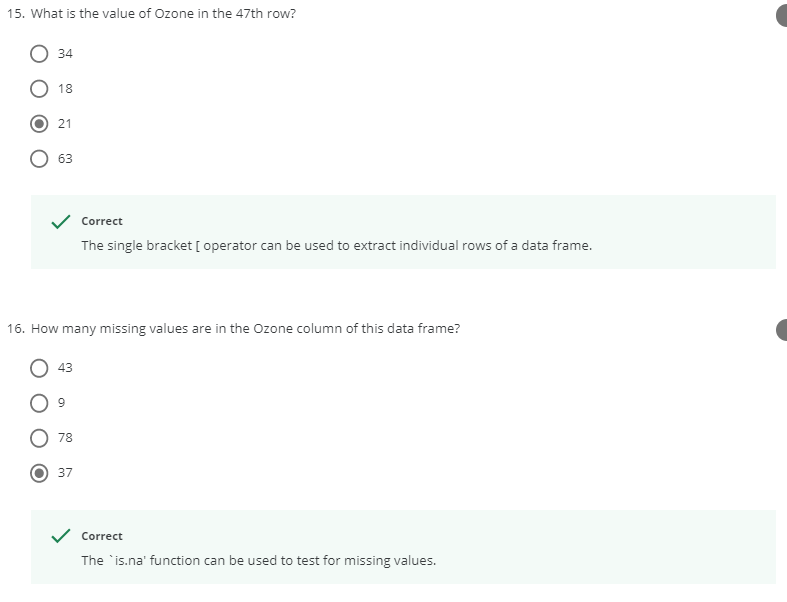 15. What is the value of Ozone in the 47th row?
34
18
21
63
Correct
The single bracket [ operator can be used to extract individual rows of a data frame.
16. How many missing values are in the Ozone column of this data frame?
43
9
78
37
Correct
The `is.na' function can be used to test for missing values.